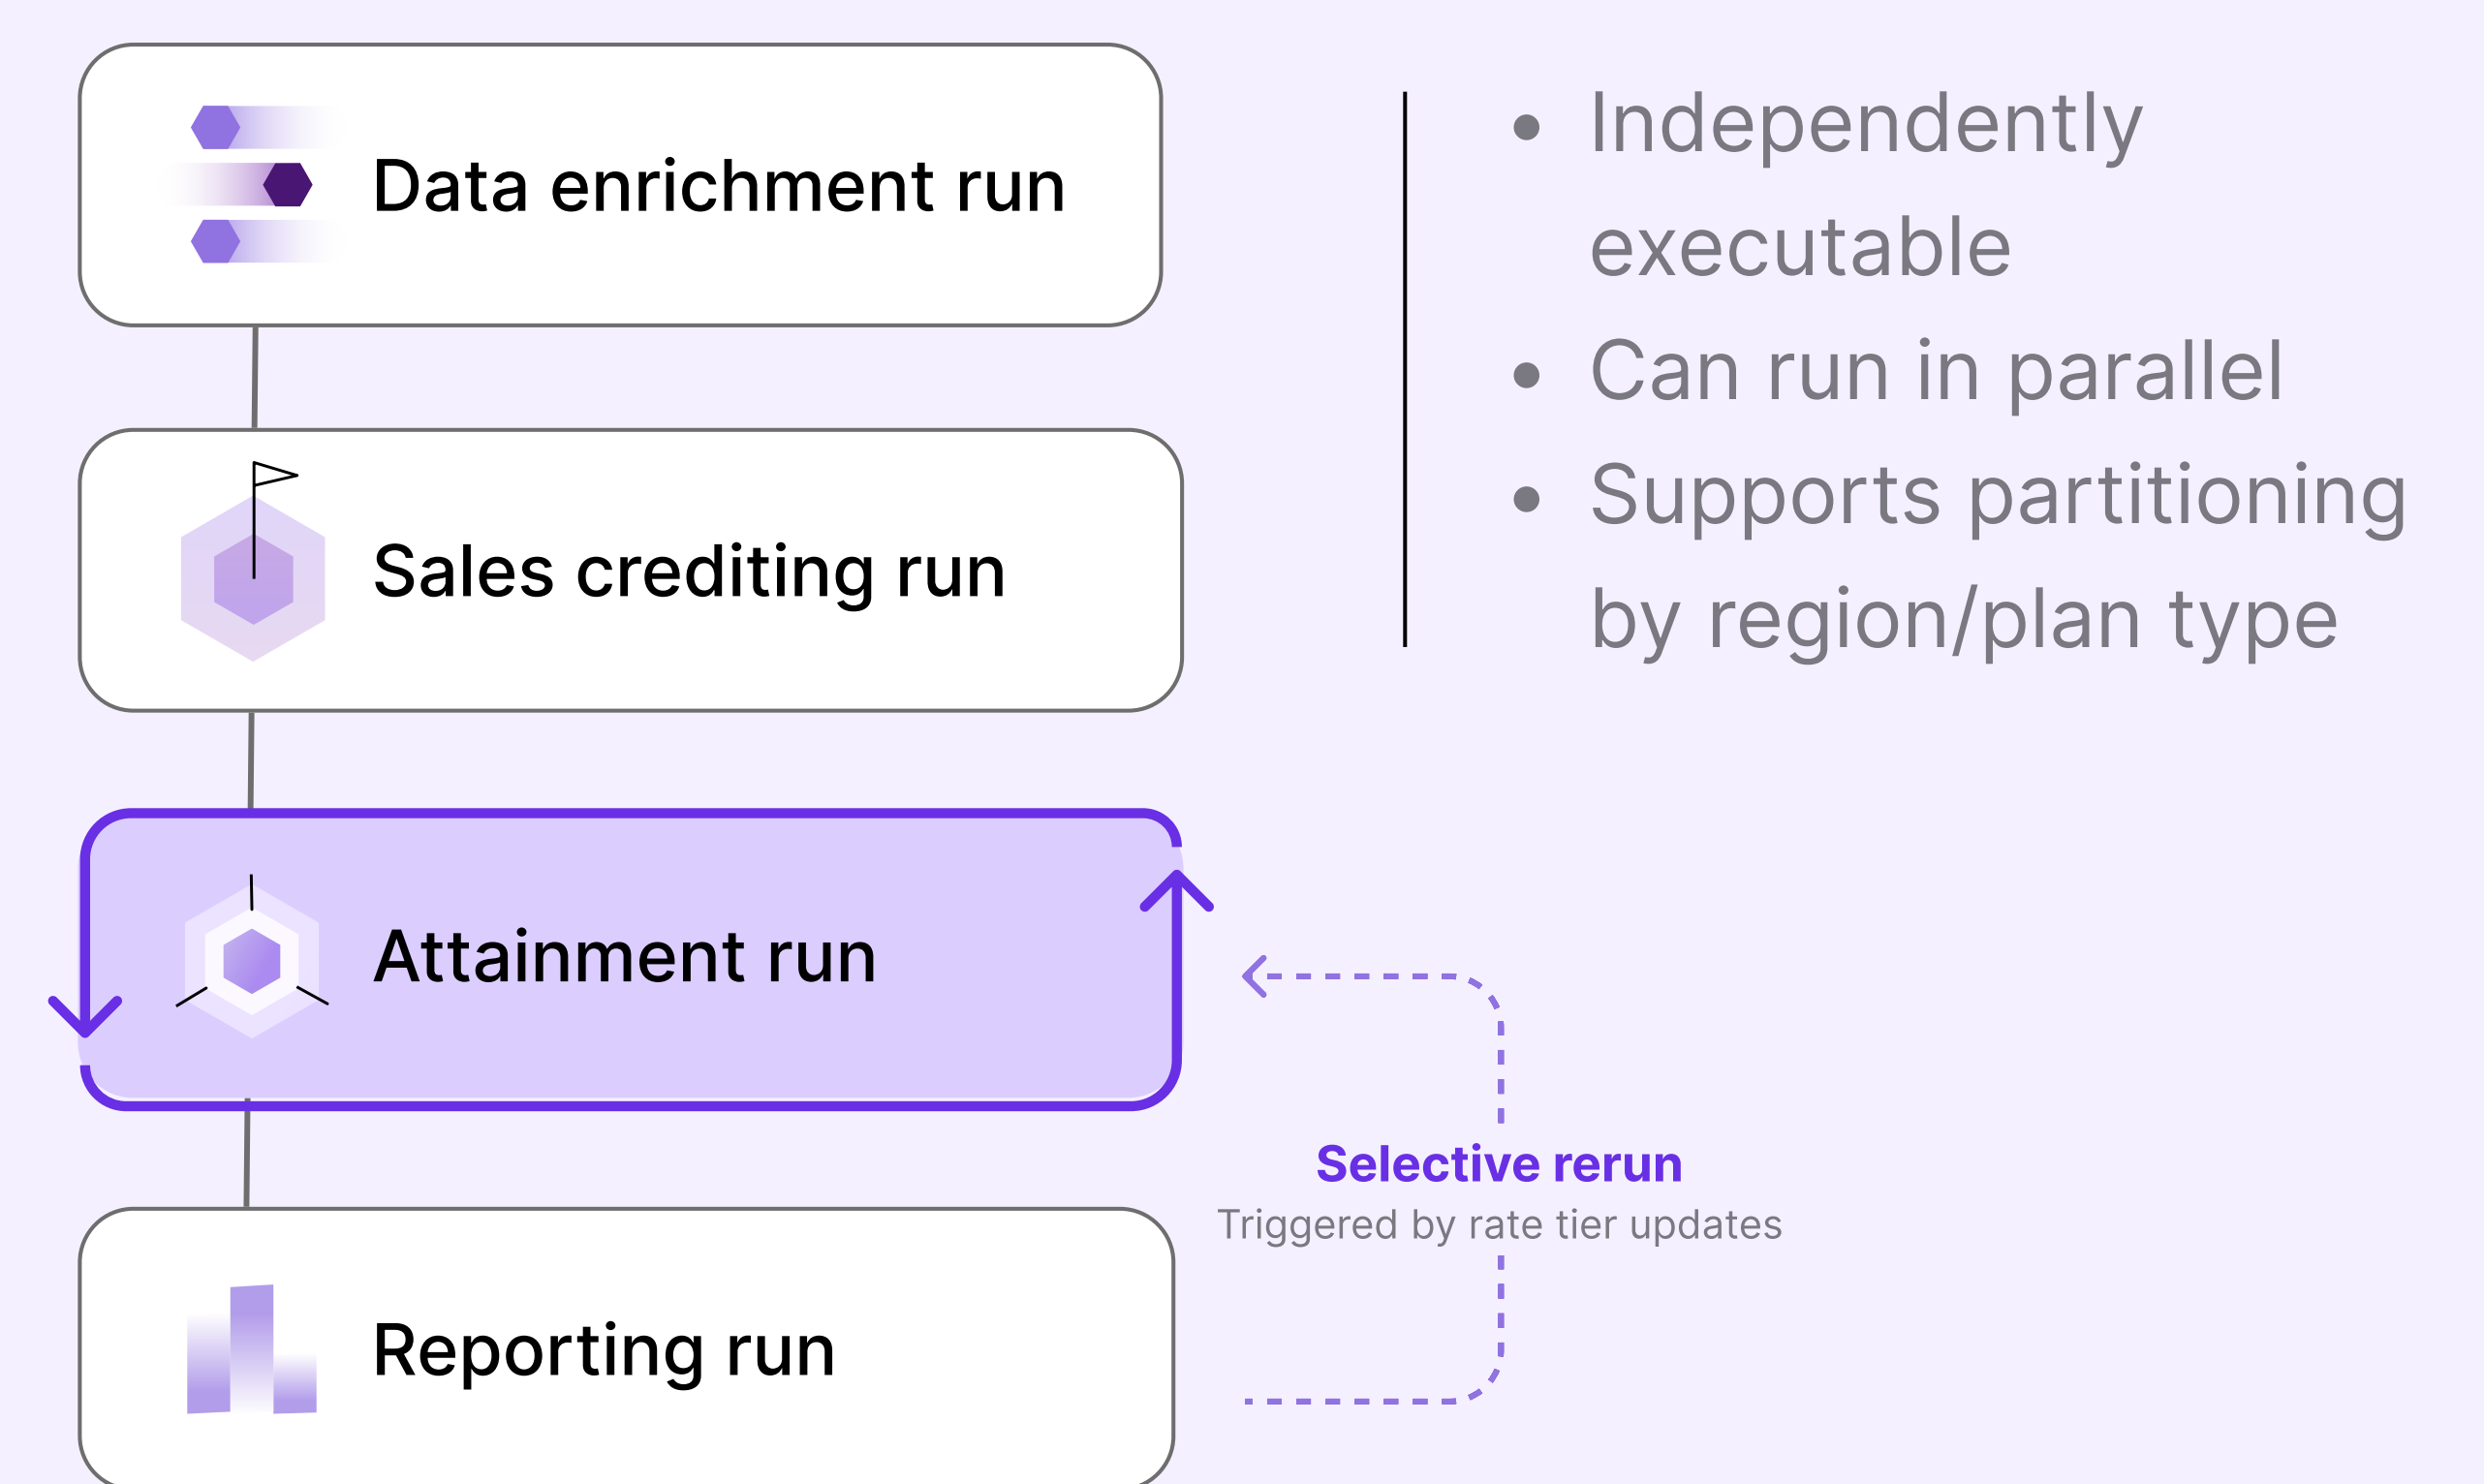 Data enrichment run
Sales crediting run
Attainment run
Reporting run
Independently
executable
Can run in parallel
Supports partitioning
by region/plan type
Selective rerun
Triggered by rate tier updates